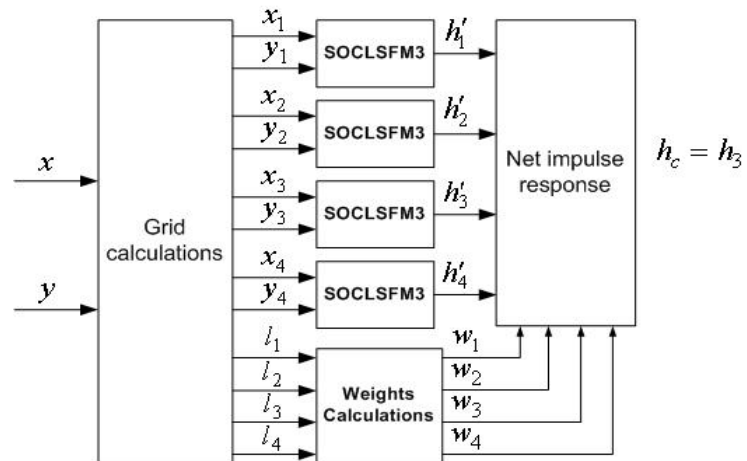 x
y
Grid
calculations
x₁
y₁
x₂
y₂
x₃
y₃
x₄
y₄
l₁
l₂
l₃
l₄
SOCLSFM3
SOCLSFM3
SOCLSFM3
SOCLSFM3
Weights
Calculations
h′₁
h′₂
h′₃
h′₄
w₁
w₂
w₃
w₄
Net impulse
response
h_c = h₃